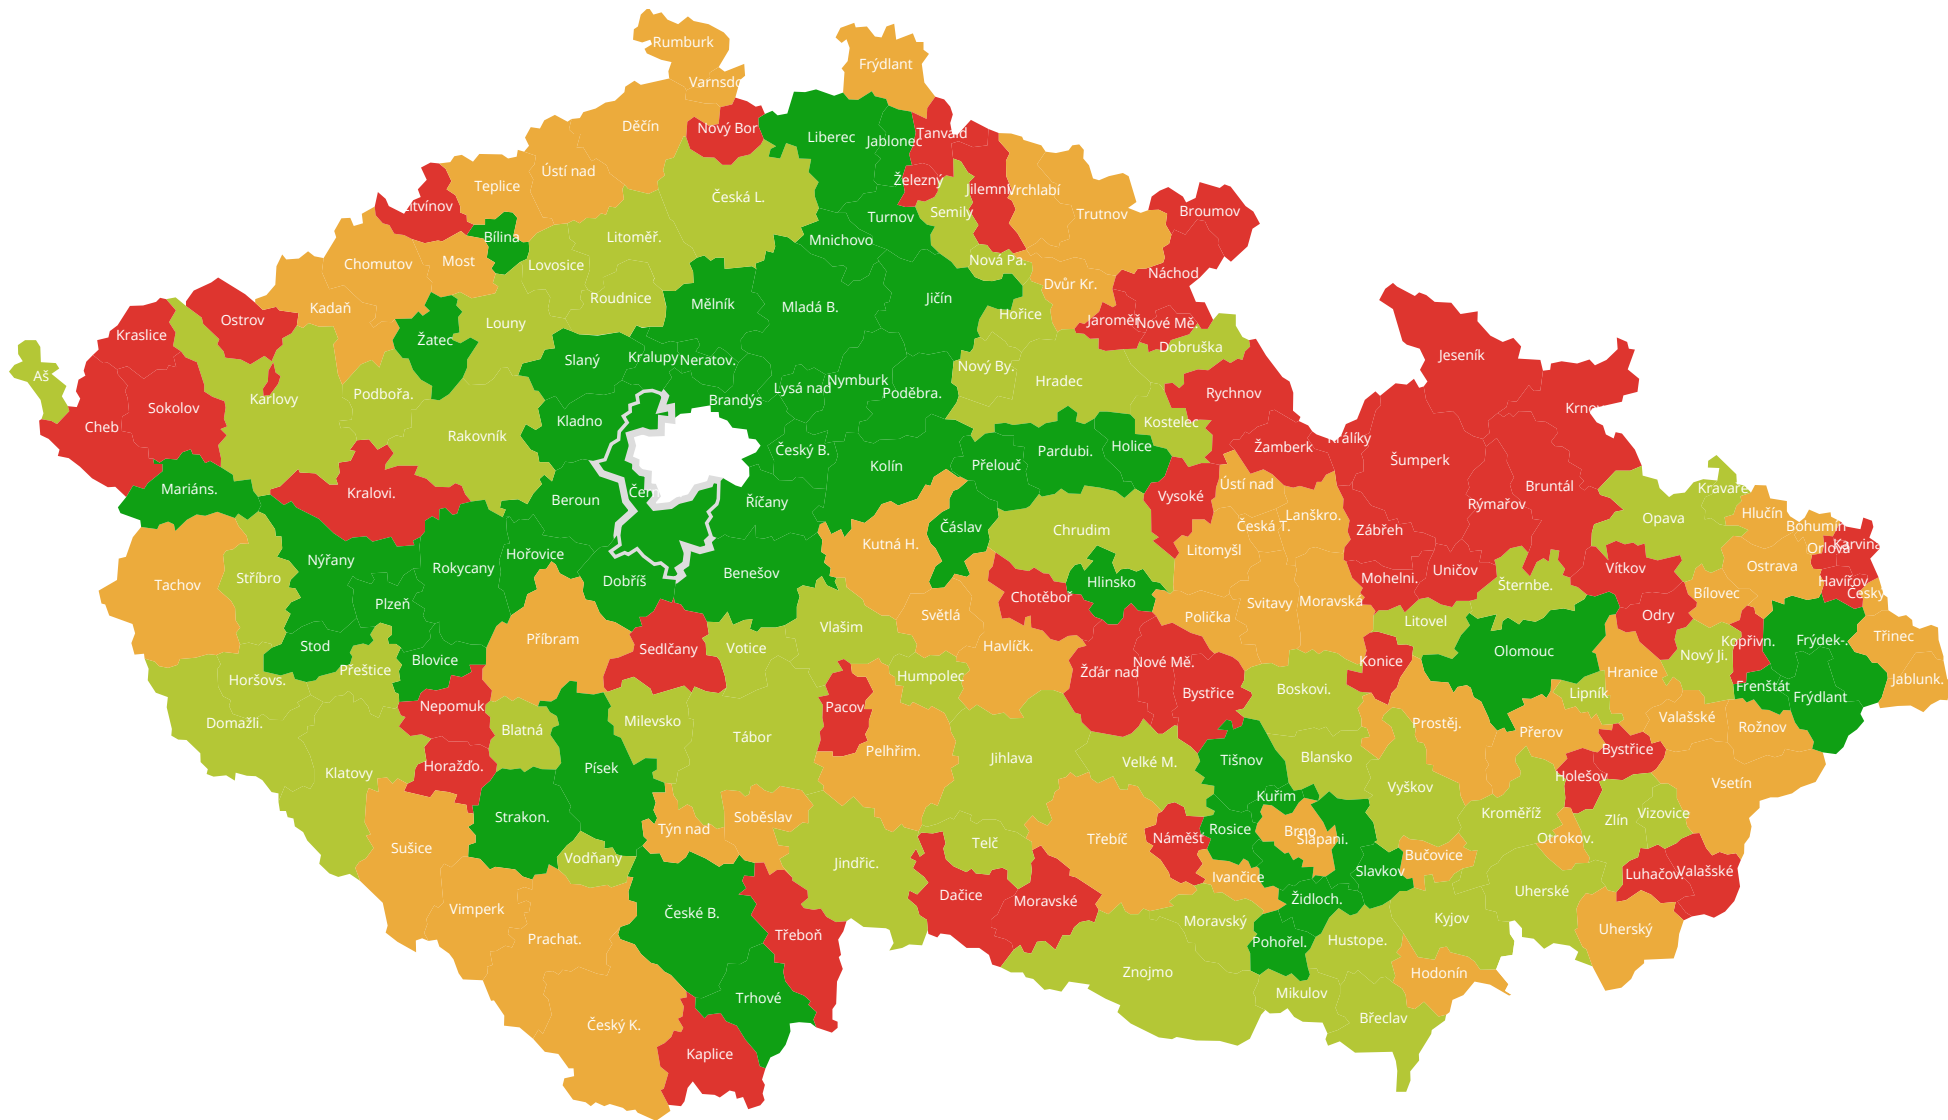 Rumburk
Frýdlant
Varnsdo
Děčín
Nový Bor
Liberec
Jablonec
Tanvald
Ústí nad
Teplice
Železný
Jilemni
Vrchlabí
Česká L.
Litvínov
Semily
Trutnov
Broumov
Turnov
Bílina
Litoměř.
Mnichovo
Chomutov
Most
Lovosice
Nová Pa.
Náchod
Kadaň
Roudnice
Mělník
Mladá B.
Jičín
Dvůr Kr.
Ostrov
Louny
Hořice
Jaroměř
Nové Mě.
Kraslice
Žatec
Dobruška
Jeseník
Slaný
Kralupy
Neratov.
Aš
Nový By.
Hradec
Nymburk
Lysá nad
Poděbra.
Podbořa.
Rychnov
Karlovy
Brandýs
Sokolov
Krnov
Cheb
Kladno
Kostelec
Rakovník
Králíky
Český B.
Pardubi.
Holice
Žamberk
Kolín
Přelouč
Šumperk
Mariáns.
Kralovi.
Beroun
Říčany
Vysoké
Ústí nad
Bruntál
Kravaře
Rýmařov
Lanškro.
Opava
Hlučín
Čáslav
Chrudim
Česká T.
Zábřeh
Bohumín
Kutná H.
Litomyšl
Orlová
Karviná
Nýřany
Hořovice
Rokycany
Benešov
Dobříš
Hlinsko
Mohelni.
Uničov
Vítkov
Ostrava
Havířov
Tachov
Stříbro
Šternbe.
Bílovec
Český
Plzeň
Chotěboř
Svitavy
Moravská
Světlá
Polička
Odry
Litovel
Vlašim
Příbram
Sedlčany
Votice
Stod
Havlíčk.
Kopřivn.
Frýdek-.
Třinec
Blovice
Přeštice
Konice
Olomouc
Nový Ji.
Horšovs.
Humpolec
Žďár nad
Nové Mě.
Hranice
Frenštát
Jablunk.
Nepomuk
Pacov
Bystřice
Boskovi.
Lipník
Frýdlant
Domažli.
Blatná
Milevsko
Valašské
Rožnov
Tábor
Prostěj.
Přerov
Pelhřim.
Jihlava
Bystřice
Klatovy
Horažďo.
Písek
Velké M.
Tišnov
Blansko
Holešov
Vsetín
Vyškov
Kuřim
Strakon.
Soběslav
Kroměříž
Zlín
Vizovice
Týn nad
Třebíč
Náměšť
Rosice
Brno
Šlapani.
Otrokov.
Sušice
Telč
Vodňany
Jindřic.
Bučovice
Slavkov
Ivančice
Luhačov.
Valašské
Dačice
Moravské
Židloch.
Uherské
Vimperk
České B.
Moravský
Kyjov
Třeboň
Uherský
Prachat.
Pohořel.
Hustope.
Znojmo
Hodonín
Trhové
Mikulov
Český K.
Břeclav
Kaplice